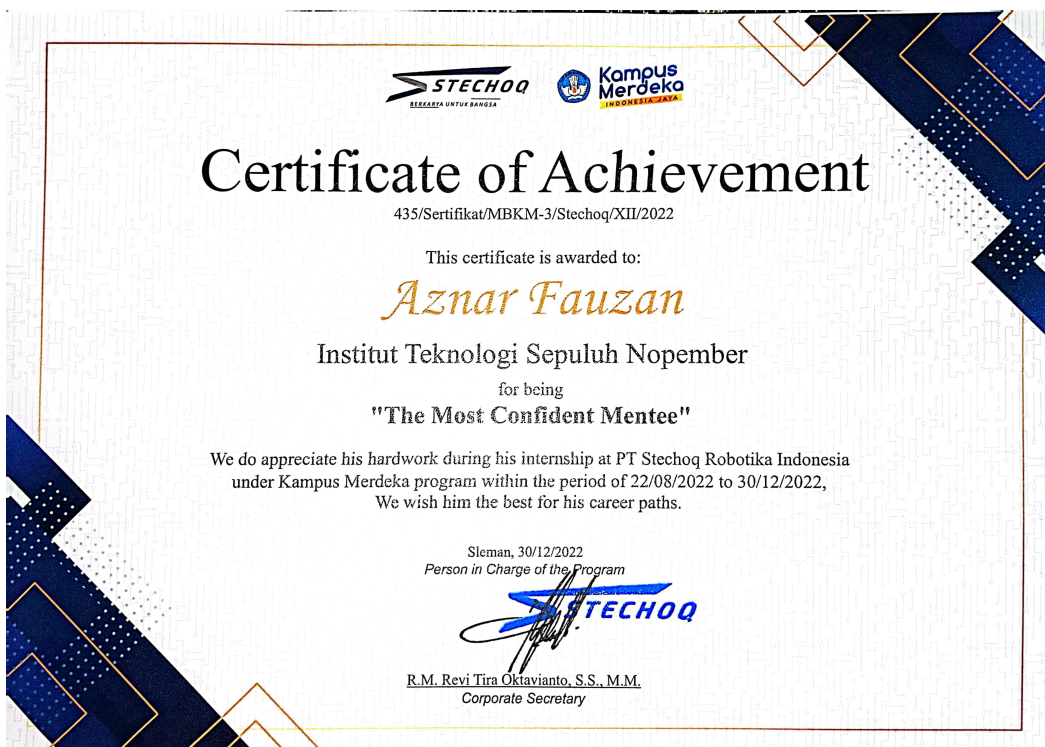 STECHOQ
BERKARYA UNTUK BANGSA
Kampus
Merdeka
INDONESIA JAYA
Certificate of Achievement
435/Sertifikat/MBKM-3/Stechoq/XII/2022
This certificate is awarded to:
Aznar Fauzan
Institut Teknologi Sepuluh Nopember
for being
"The Most Confident Mentee"
We do appreciate his hardwork during his internship at PT Stechoq Robotika Indonesia
under Kampus Merdeka program within the period of 22/08/2022 to 30/12/2022,
We wish him the best for his career paths.
Sleman, 30/12/2022
Person in Charge of the Program
STECHOQ
R.M. Revi Tira Oktavianto, S.S., M.M.
Corporate Secretary